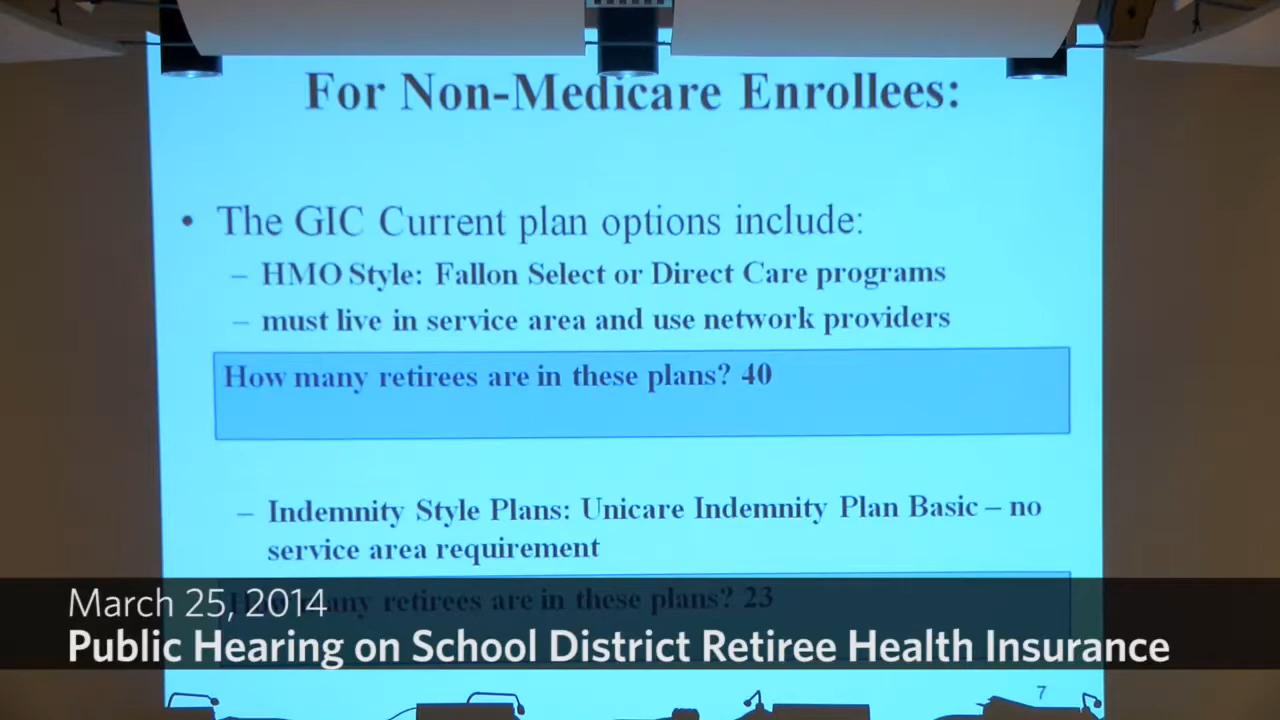 For Non-Medicare Enrollees:
• The GIC Current plan options include:
– HMO Style: Fallon Select or Direct Care programs
– must live in service area and use network providers
How many retirees are in these plans? 40
– Indemnity Style Plans: Unicare Indemnity Plan Basic – no
service area requirement
How many retirees are in these plans? 23
March 25, 2014
Public Hearing on School District Retiree Health Insurance
7